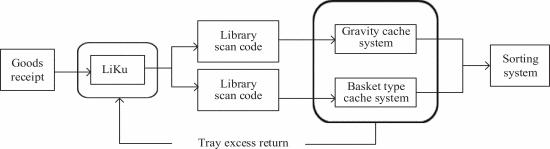 Goods
receipt
LiKu
Library
scan code
Library
scan code
Gravity cache
system
Basket type
cache system
Sorting
system
Tray excess return